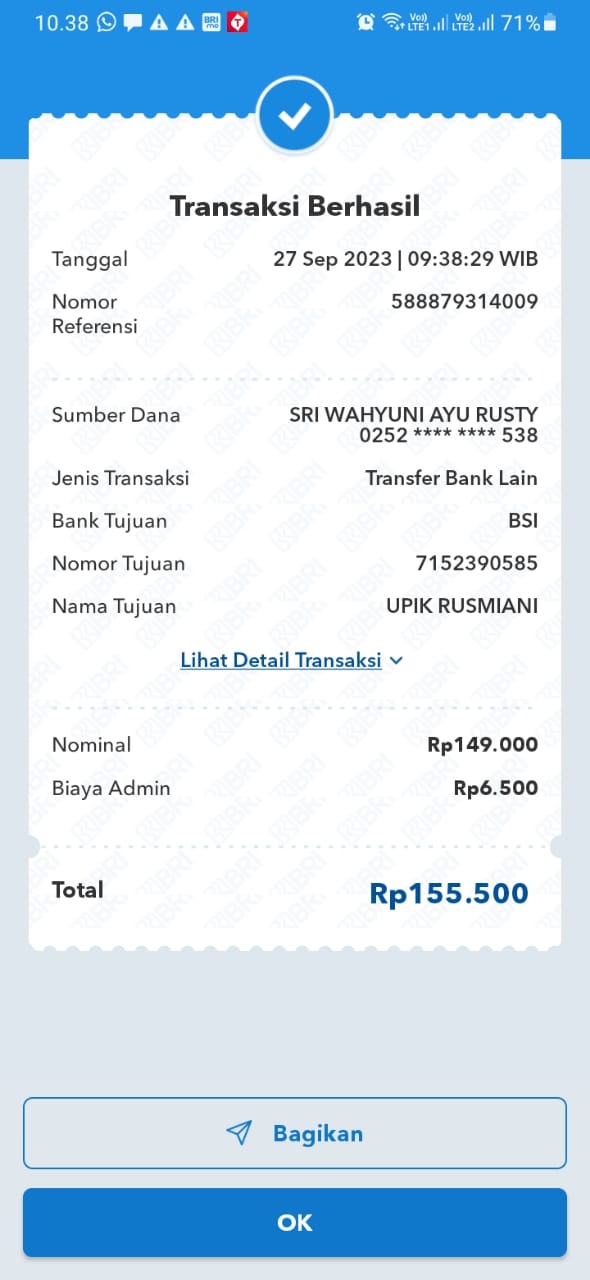 10.38 BRI mo Vo)) LTE1 Vo)) LTE2 71%
Transaksi Berhasil
Tanggal 27 Sep 2023 | 09:38:29 WIB
Nomor Referensi 588879314009
Sumber Dana SRI WAHYUNI AYU RUSTY
0252 **** **** 538
Jenis Transaksi Transfer Bank Lain
Bank Tujuan BSI
Nomor Tujuan 7152390585
Nama Tujuan UPIK RUSMIANI
Lihat Detail Transaksi
Nominal Rp149.000
Biaya Admin Rp6.500
Total Rp155.500
Bagikan
OK